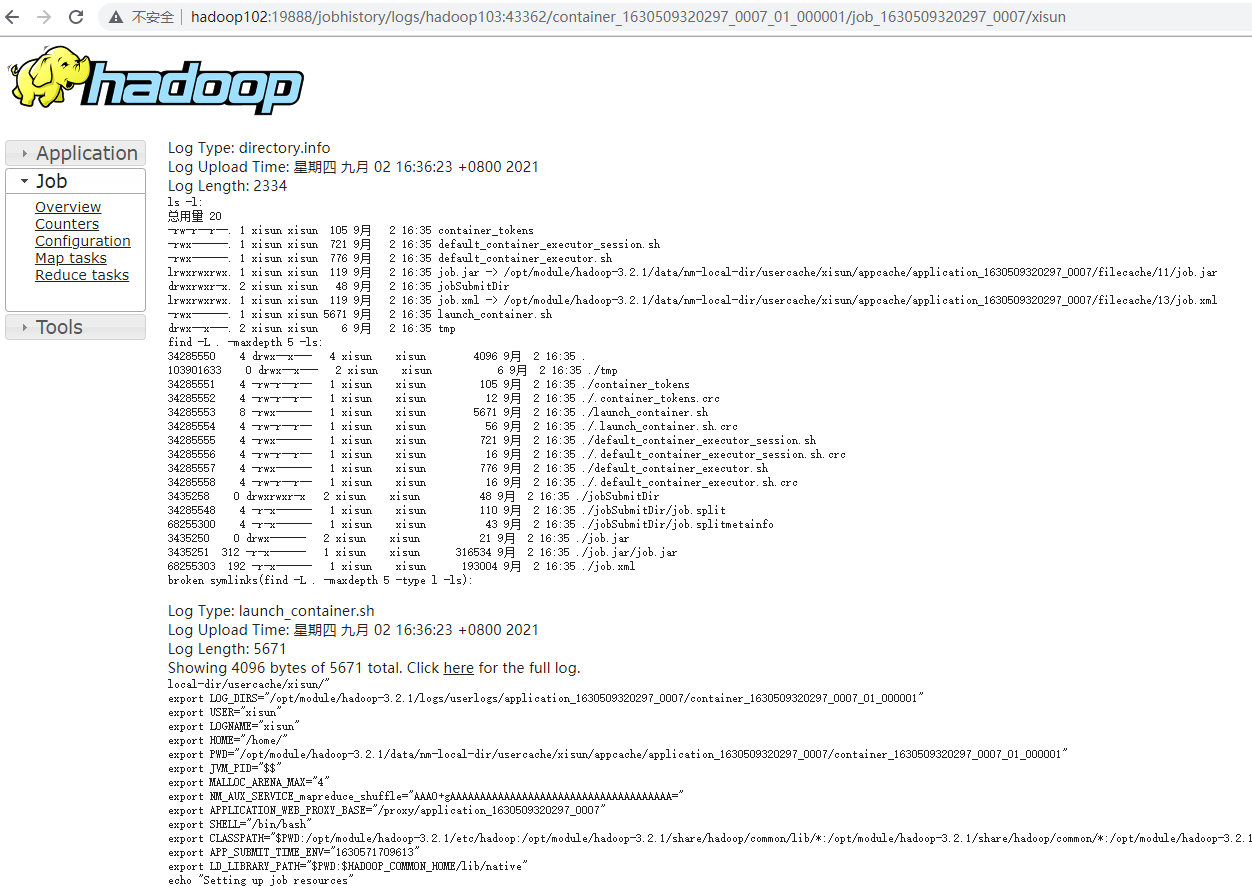 不安全 | hadoop102:19888/jobhistory/logs/hadoop103:43362/container_1630509320297_0007_01_000001/job_1630509320297_0007/xisun
hadoop
Application
Job
Overview
Counters
Configuration
Map tasks
Reduce tasks
Tools
Log Type: directory.info
Log Upload Time: 星期四 九月 02 16:36:23 +0800 2021
Log Length: 2334
ls -l:
总用量 20
-rw-r--r--. 1 xisun xisun  105 9月   2 16:35 container_tokens
-rwx------. 1 xisun xisun  721 9月   2 16:35 default_container_executor_session.sh
-rwx------. 1 xisun xisun  776 9月   2 16:35 default_container_executor.sh
lrwxrwxrwx. 1 xisun xisun  119 9月   2 16:35 job.jar -> /opt/module/hadoop-3.2.1/data/nm-local-dir/usercache/xisun/appcache/application_1630509320297_0007/filecache/11/job.jar
drwxrwxr-x. 2 xisun xisun   48 9月   2 16:35 jobSubmitDir
lrwxrwxrwx. 1 xisun xisun  119 9月   2 16:35 job.xml -> /opt/module/hadoop-3.2.1/data/nm-local-dir/usercache/xisun/appcache/application_1630509320297_0007/filecache/13/job.xml
-rwx------. 1 xisun xisun 5671 9月   2 16:35 launch_container.sh
drwx--x---. 2 xisun xisun    6 9月   2 16:35 tmp
find -L . -maxdepth 5 -ls:
34285550    4 drwx--x---   4 xisun    xisun        4096 9月  2 16:35 .
103901633    0 drwx--x---   2 xisun    xisun           6 9月  2 16:35 ./tmp
34285551    4 -rw-r--r--   1 xisun    xisun         105 9月  2 16:35 ./container_tokens
34285552    4 -rw-r--r--   1 xisun    xisun          12 9月  2 16:35 ./.container_tokens.crc
34285553    8 -rwx------   1 xisun    xisun        5671 9月  2 16:35 ./launch_container.sh
34285554    4 -rw-r--r--   1 xisun    xisun          56 9月  2 16:35 ./.launch_container.sh.crc
34285555    4 -rwx------   1 xisun    xisun         721 9月  2 16:35 ./default_container_executor_session.sh
34285556    4 -rw-r--r--   1 xisun    xisun          16 9月  2 16:35 ./.default_container_executor_session.sh.crc
34285557    4 -rwx------   1 xisun    xisun         776 9月  2 16:35 ./default_container_executor.sh
34285558    4 -rw-r--r--   1 xisun    xisun          16 9月  2 16:35 ./.default_container_executor.sh.crc
3435258    0 drwxrwxr-x   2 xisun    xisun          48 9月  2 16:35 ./jobSubmitDir
34285548    4 -r-x------   1 xisun    xisun         110 9月  2 16:35 ./jobSubmitDir/job.split
68255300    4 -r-x------   1 xisun    xisun          43 9月  2 16:35 ./jobSubmitDir/job.splitmetainfo
3435250    0 drwx------   2 xisun    xisun          21 9月  2 16:35 ./job.jar
3435251  312 -r-x------   1 xisun    xisun      316534 9月  2 16:35 ./job.jar/job.jar
68255303  192 -r-x------   1 xisun    xisun      193004 9月  2 16:35 ./job.xml
broken symlinks(find -L . -maxdepth 5 -type l -ls):
Log Type: launch_container.sh
Log Upload Time: 星期四 九月 02 16:36:23 +0800 2021
Log Length: 5671
Showing 4096 bytes of 5671 total. Click here for the full log.
local-dir/usercache/xisun/"
export LOG_DIRS="/opt/module/hadoop-3.2.1/logs/userlogs/application_1630509320297_0007/container_1630509320297_0007_01_000001"
export USER="xisun"
export LOGNAME="xisun"
export HOME="/home/"
export PWD="/opt/module/hadoop-3.2.1/data/nm-local-dir/usercache/xisun/appcache/application_1630509320297_0007/container_1630509320297_0007_01_000001"
export JVM_PID="$$"
export MALLOC_ARENA_MAX="4"
export NM_AUX_SERVICE_mapreduce_shuffle="AAA0+gAAAAAAAAAAAAAAAAAAAAAAAAAAAAAAAAAAAAA="
export APPLICATION_WEB_PROXY_BASE="/proxy/application_1630509320297_0007"
export SHELL="/bin/bash"
export CLASSPATH="$PWD:/opt/module/hadoop-3.2.1/etc/hadoop:/opt/module/hadoop-3.2.1/share/hadoop/common/lib/*:/opt/module/hadoop-3.2.1/share/hadoop/common/*:/opt/module/hadoop-3.2.1
export APP_SUBMIT_TIME_ENV="1630571709613"
export LD_LIBRARY_PATH="$PWD:$HADOOP_COMMON_HOME/lib/native"
echo "Setting up job resources"